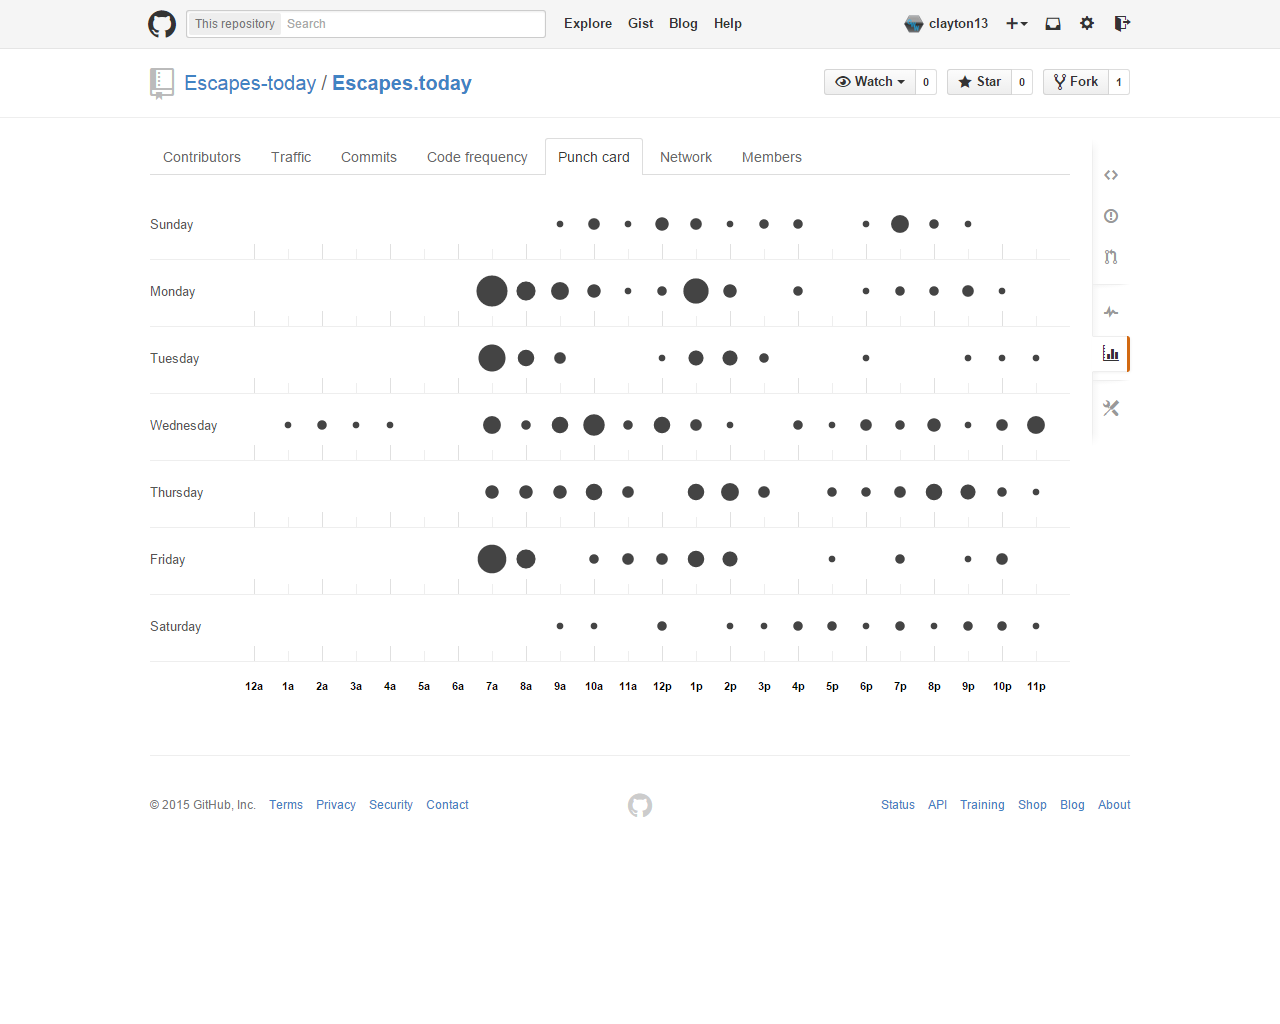 This repository Search Explore Gist Blog Help clayton13
Escapes-today / Escapes.today Watch 0 Star 0 Fork 1
Contributors Traffic Commits Code frequency Punch card Network Members
Sunday
Monday
Tuesday
Wednesday
Thursday
Friday
Saturday
12a 1a 2a 3a 4a 5a 6a 7a 8a 9a 10a 11a 12p 1p 2p 3p 4p 5p 6p 7p 8p 9p 10p 11p
© 2015 GitHub, Inc. Terms Privacy Security Contact Status API Training Shop Blog About